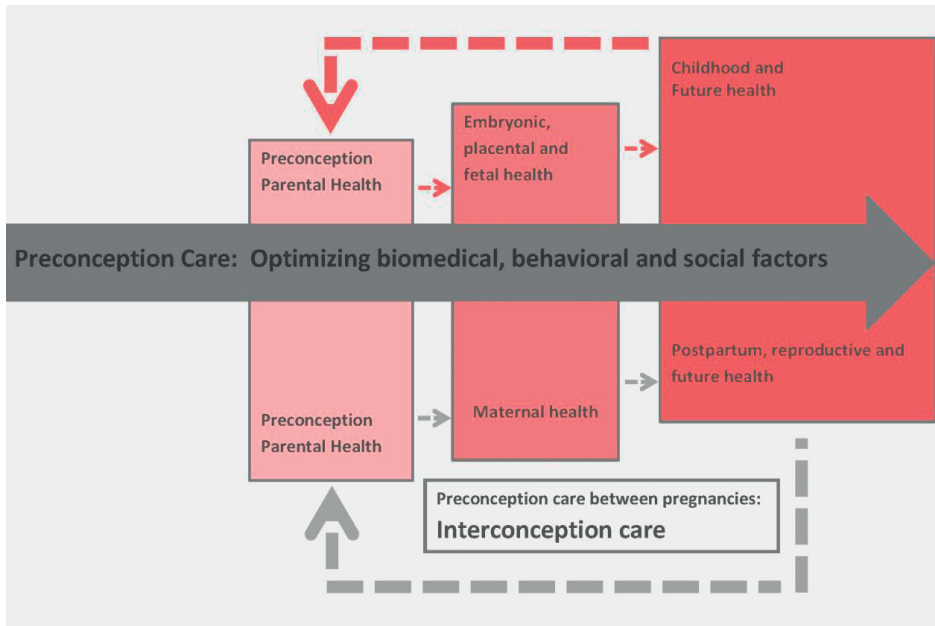 Childhood and
Future health
Embryonic,
placental and
fetal health
Preconception
Parental Health
Preconception Care:  Optimizing biomedical, behavioral and social factors
Postpartum, reproductive and
future health
Maternal health
Preconception
Parental Health
Preconception care between pregnancies:
Interconception care